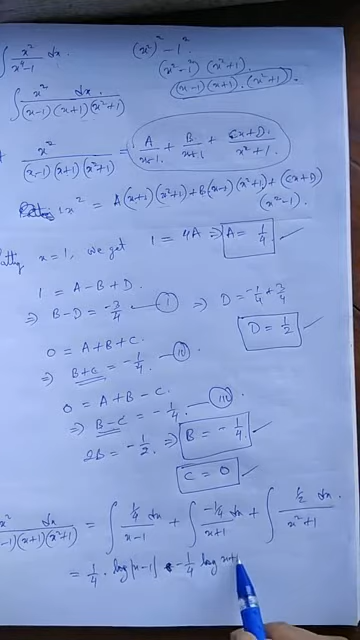 ∫ x²/(x⁴-1) dx.
(x²)² - 1².
(x²-1)(x²+1).
(x-1)(x+1).(x²+1).
∫ x² dx/((x-1)(x+1)(x²+1))
x²/((x-1)(x+1)(x²+1)) = A/(x-1) + B/(x+1) + (Cx+D)/(x²+1).
1x² = A(x+1)(x²+1)+B(x-1)(x²+1)+(Cx+D)(x²-1).
x=1, we get 1 = 4A ⇒ A = 1/4.
1 = A-B+D.
⇒ B-D = -3/4 — (I) ⇒ D = -1/4 + 3/4
D = 1/2
0 = A+B+C.
⇒ B+C = -1/4.
0 = A+B-C.
⇒ B-C = -1/4. — (III)
2B = -1/2. ⇒ B = -1/4.
C = 0
x² dx/((x-1)(x+1)(x²+1)) = ∫ 1/4 dx/(x-1) + ∫ -1/4 dx/(x+1) + ∫ 1/2 dx/(x²+1).
= 1/4 . log|x-1| - 1/4 log x+